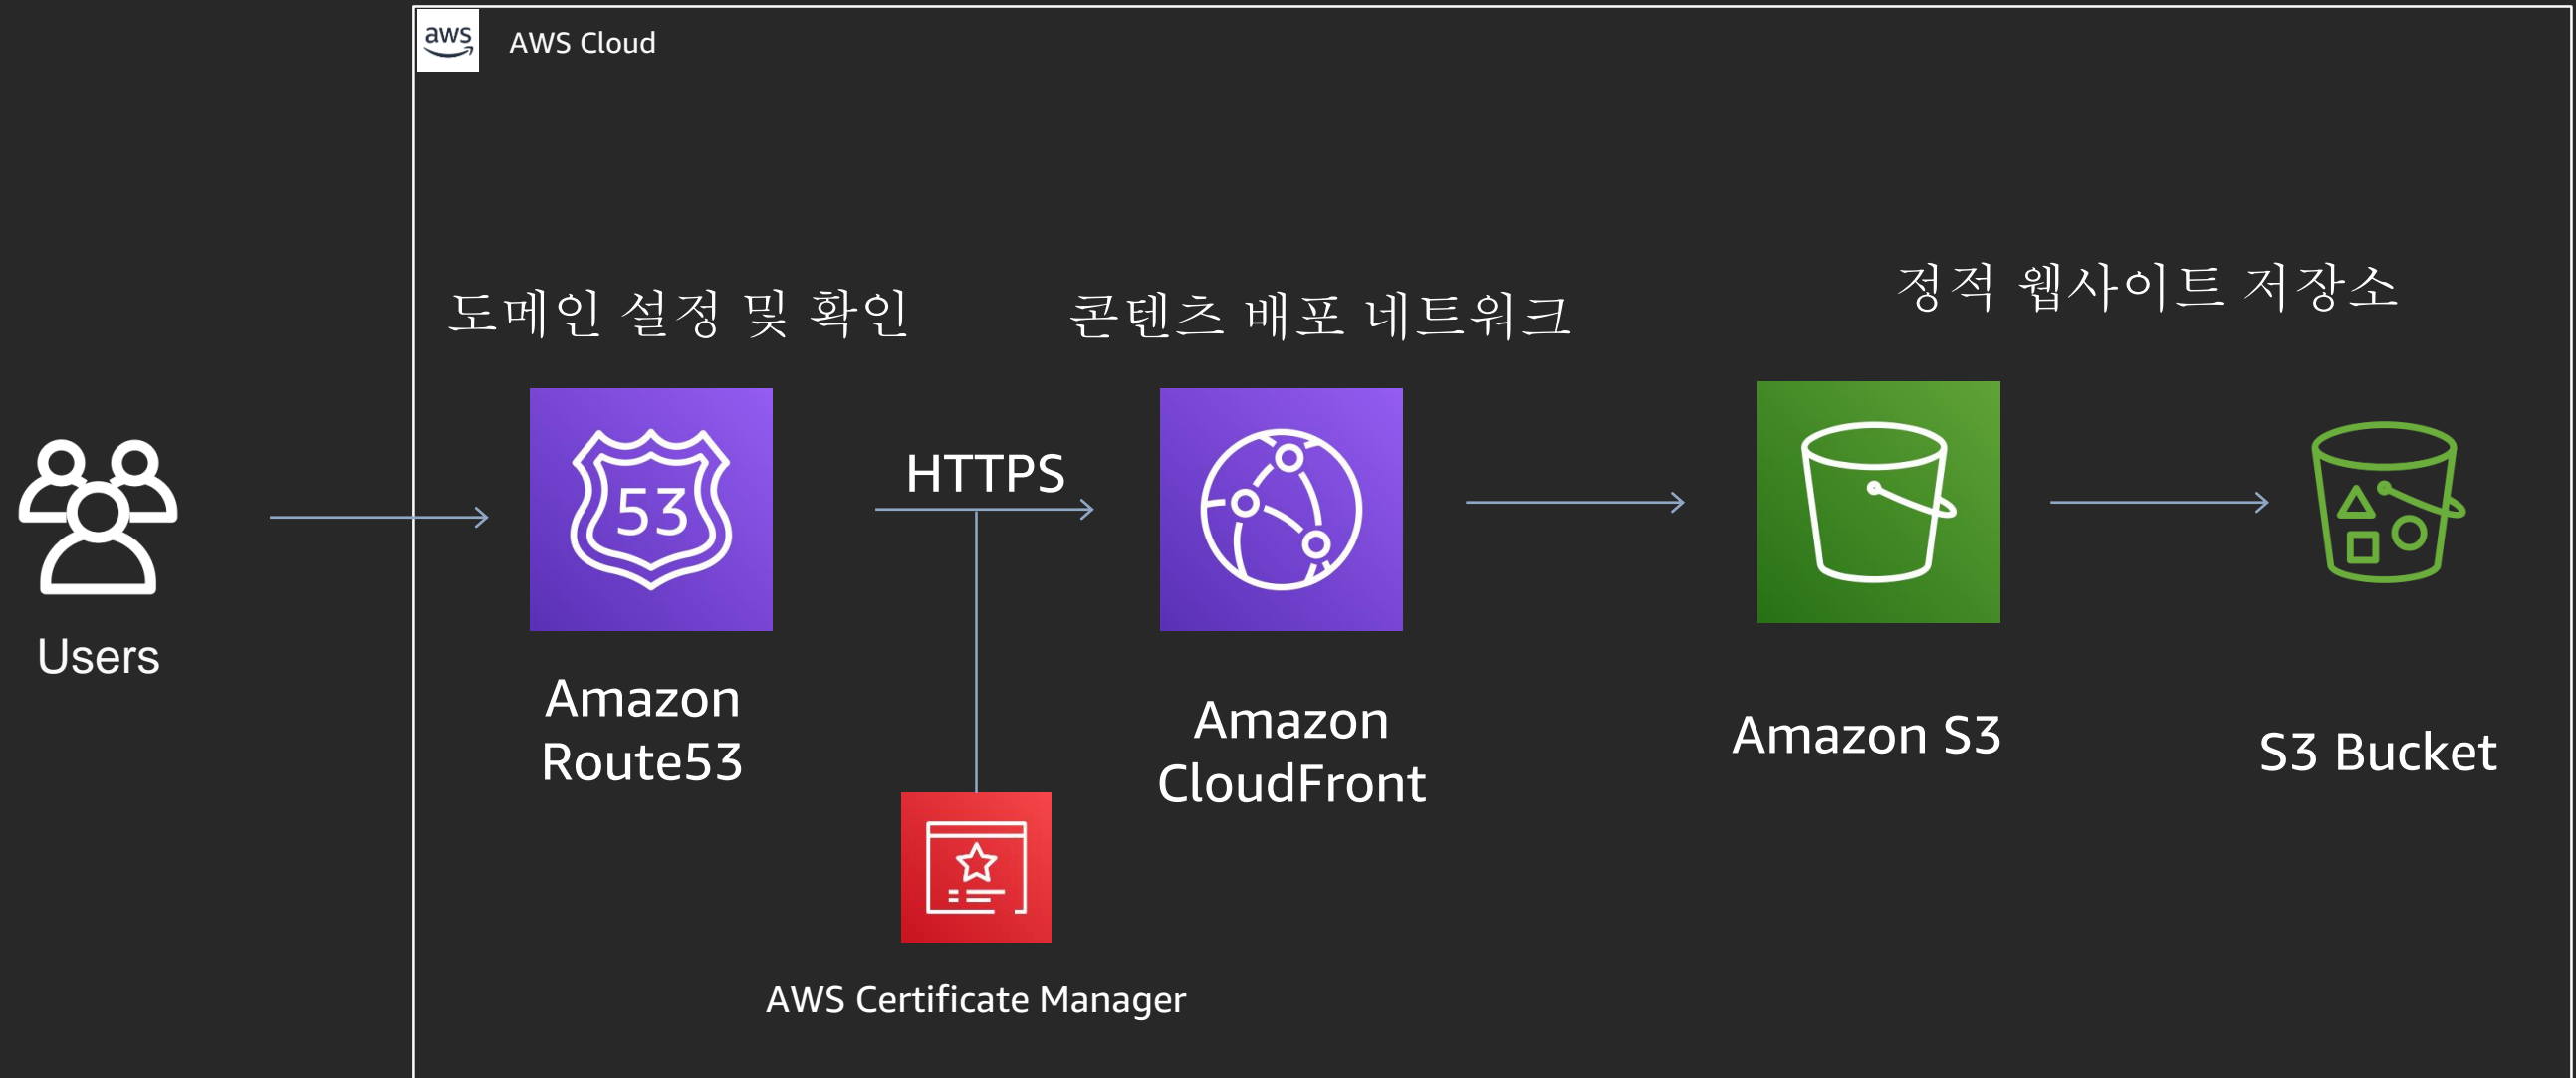 aws
AWS Cloud
도메인 설정 및 확인
콘텐츠 배포 네트워크
정적 웹사이트 저장소
HTTPS
53
Users
Amazon
Route53
Amazon
CloudFront
Amazon S3
S3 Bucket
AWS Certificate Manager